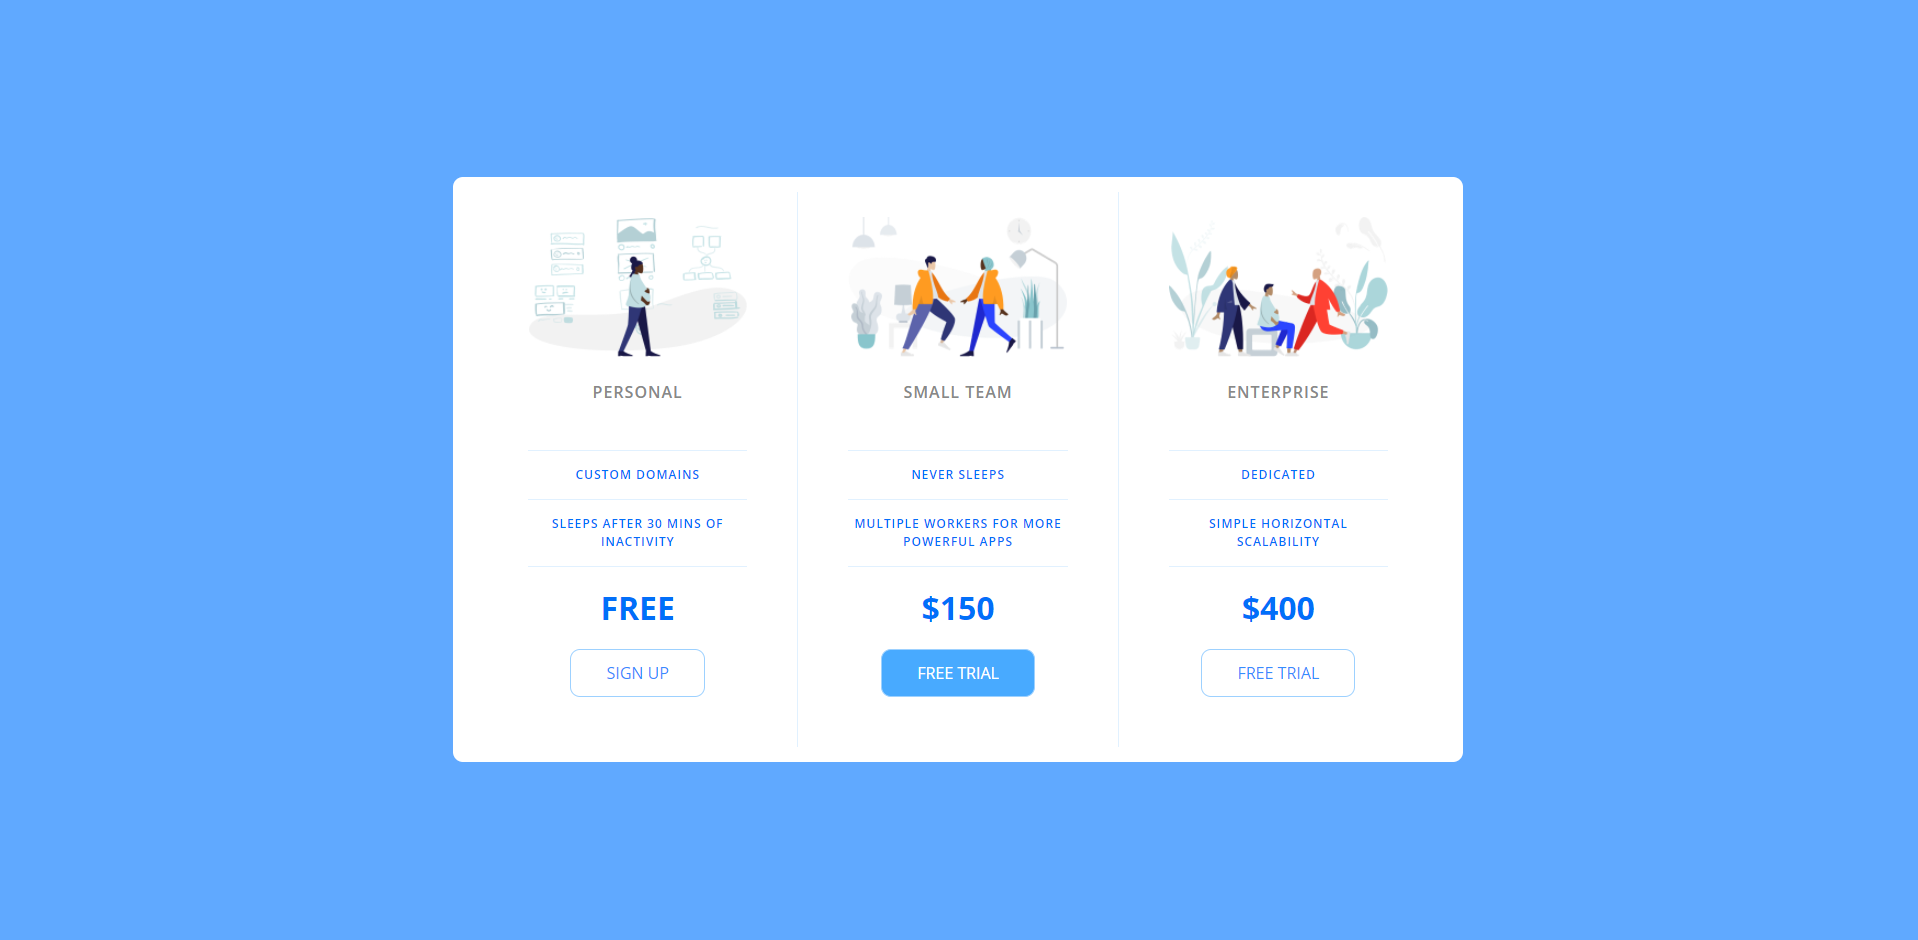 PERSONAL
CUSTOM DOMAINS
SLEEPS AFTER 30 MINS OF
INACTIVITY
FREE
SIGN UP
SMALL TEAM
NEVER SLEEPS
MULTIPLE WORKERS FOR MORE
POWERFUL APPS
$150
FREE TRIAL
ENTERPRISE
DEDICATED
SIMPLE HORIZONTAL
SCALABILITY
$400
FREE TRIAL